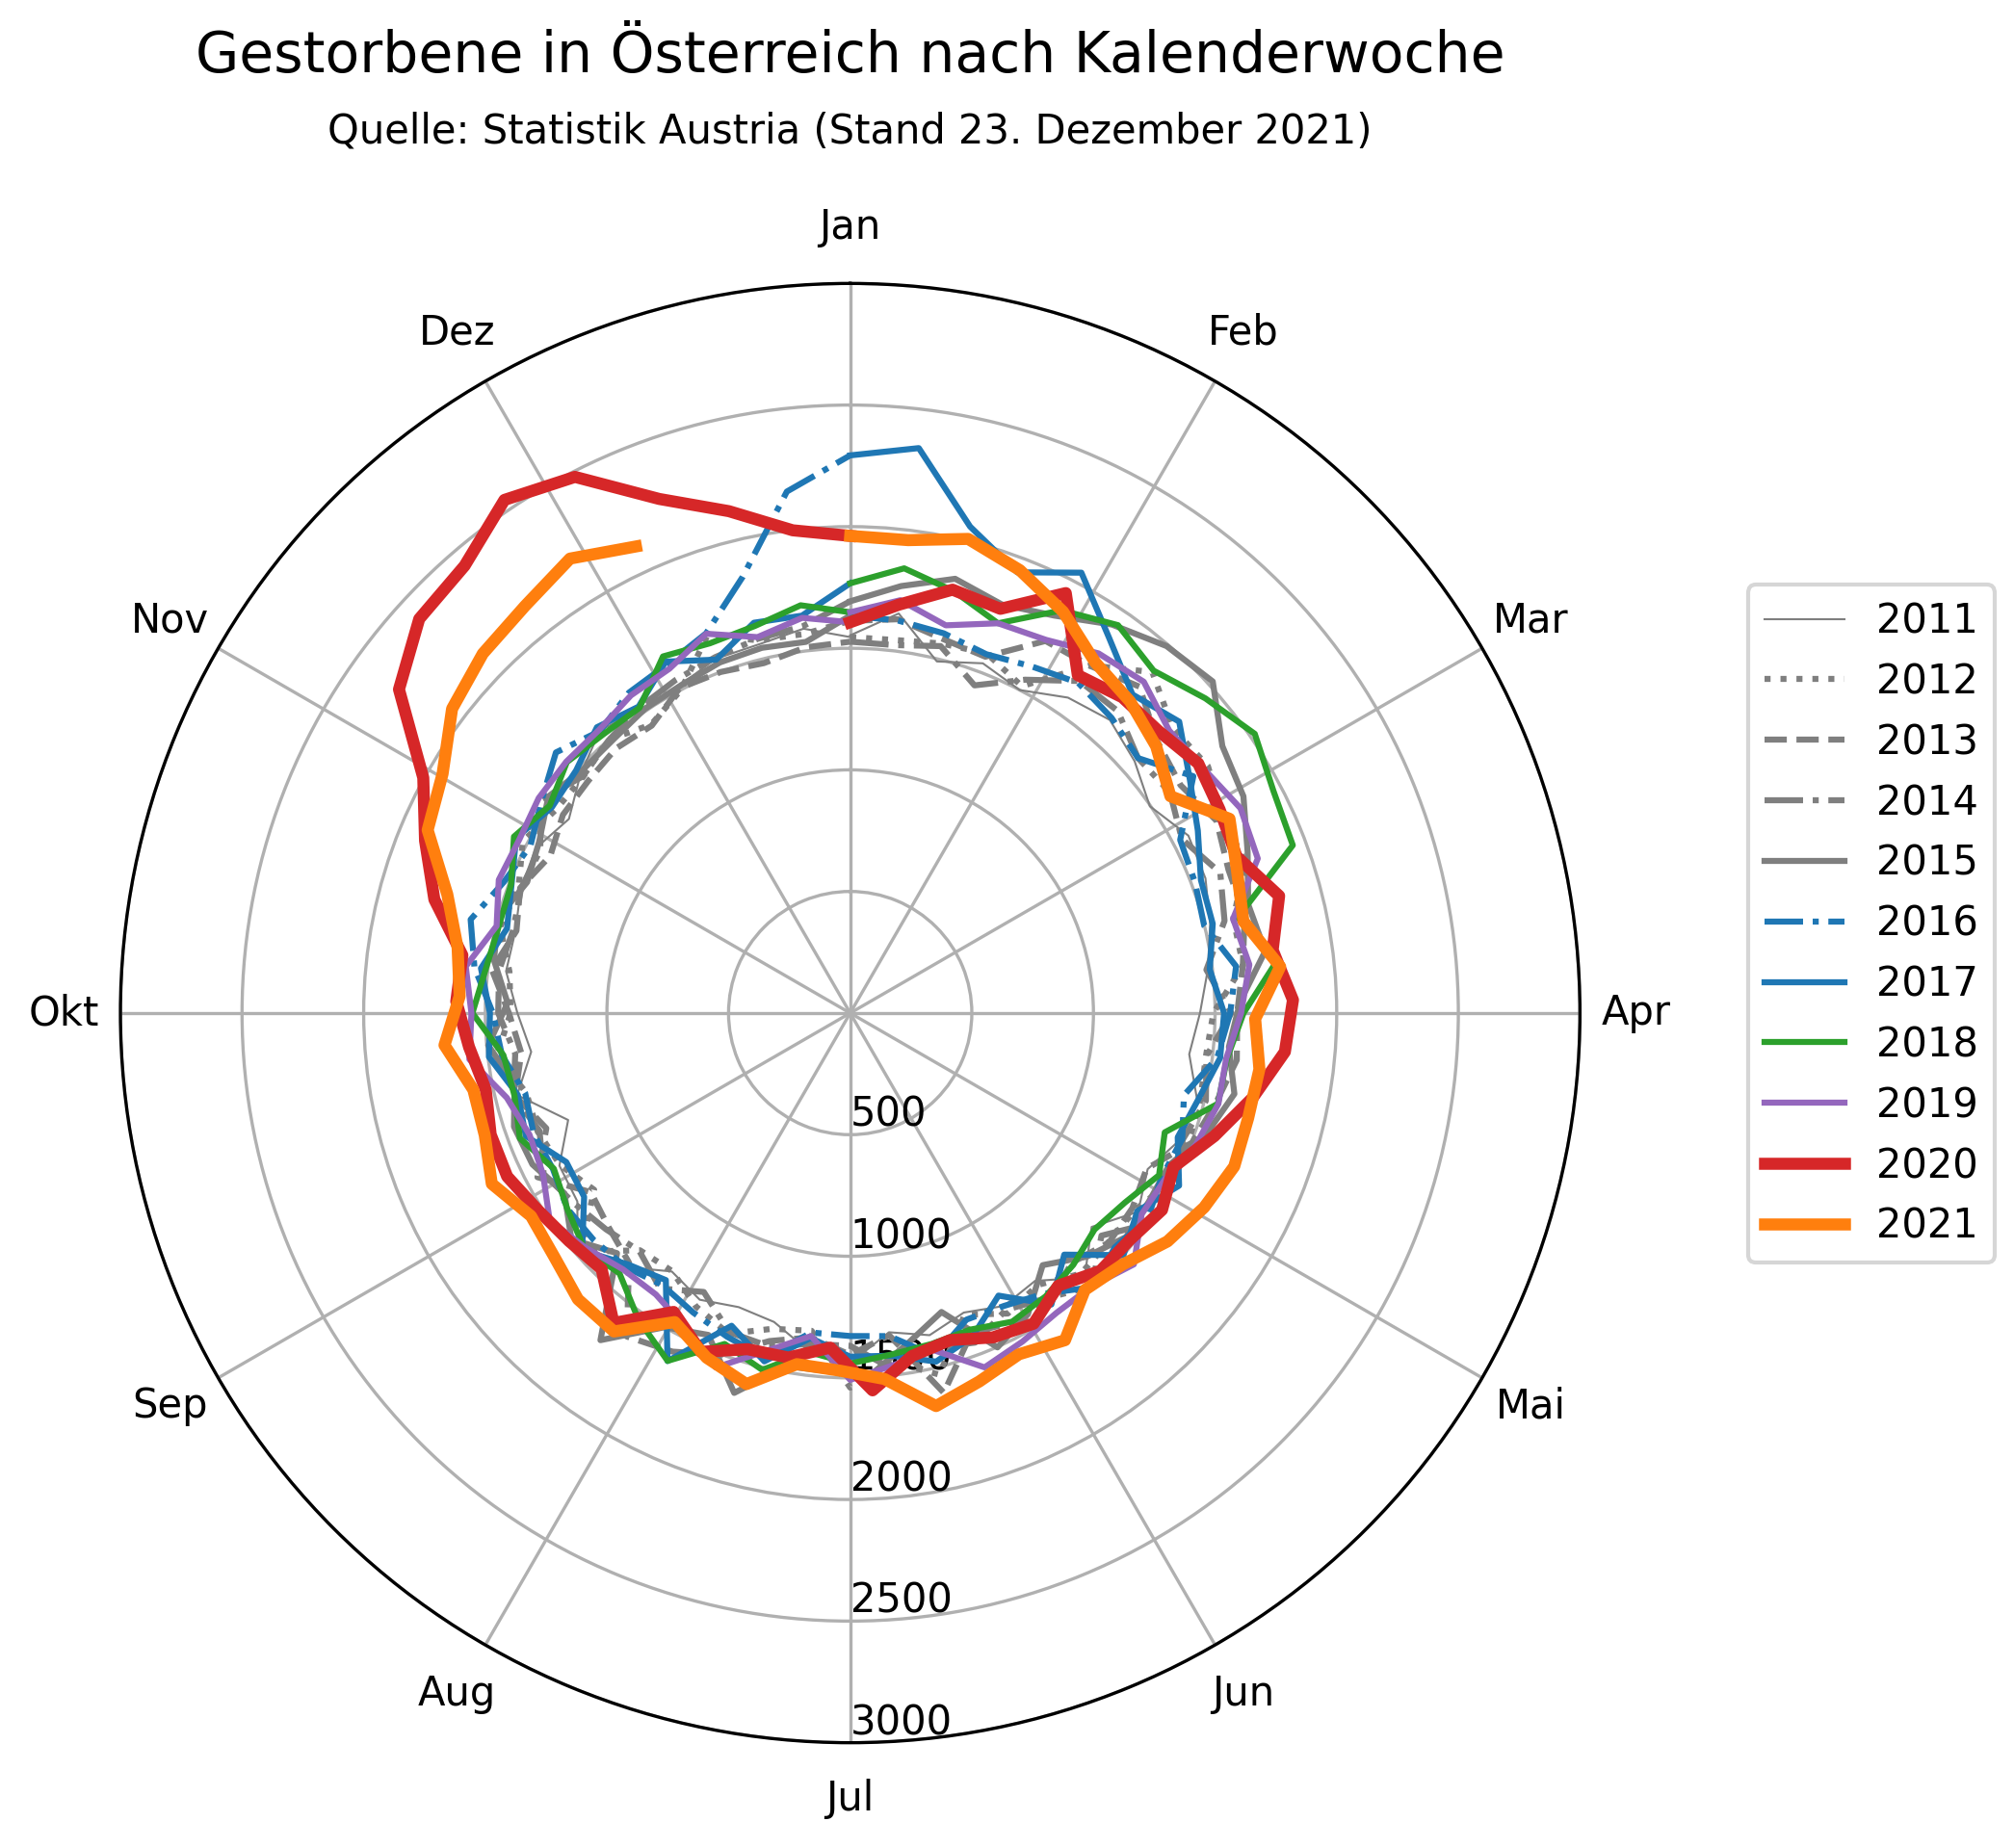 Gestorbene in Österreich nach Kalenderwoche
Quelle: Statistik Austria (Stand 23. Dezember 2021)
Jan
Feb
Mar
Apr
Mai
Jun
Jul
Aug
Sep
Okt
Nov
Dez
500
1000
1500
2000
2500
3000
2011
2012
2013
2014
2015
2016
2017
2018
2019
2020
2021